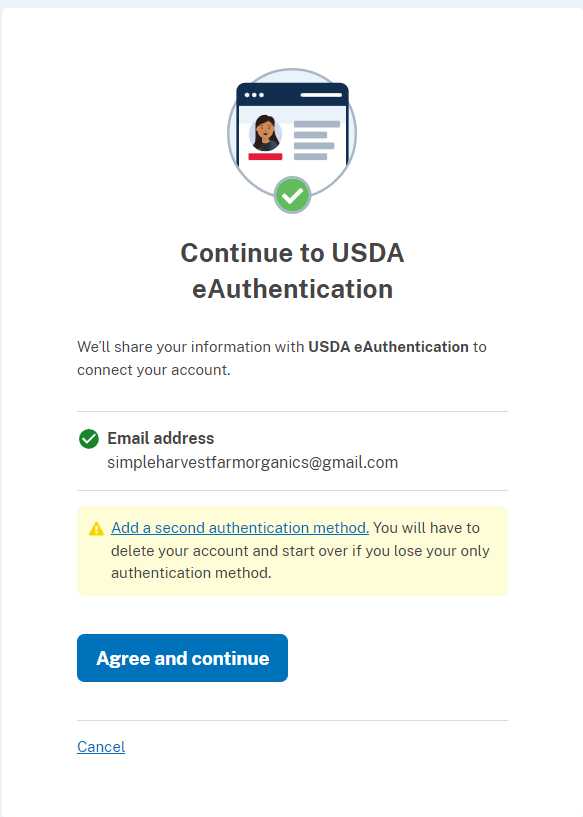 Continue to USDA
eAuthentication
We’ll share your information with USDA eAuthentication to
connect your account.
Email address
simpleharvestfarmorganics@gmail.com
Add a second authentication method. You will have to
delete your account and start over if you lose your only
authentication method.
Agree and continue
Cancel